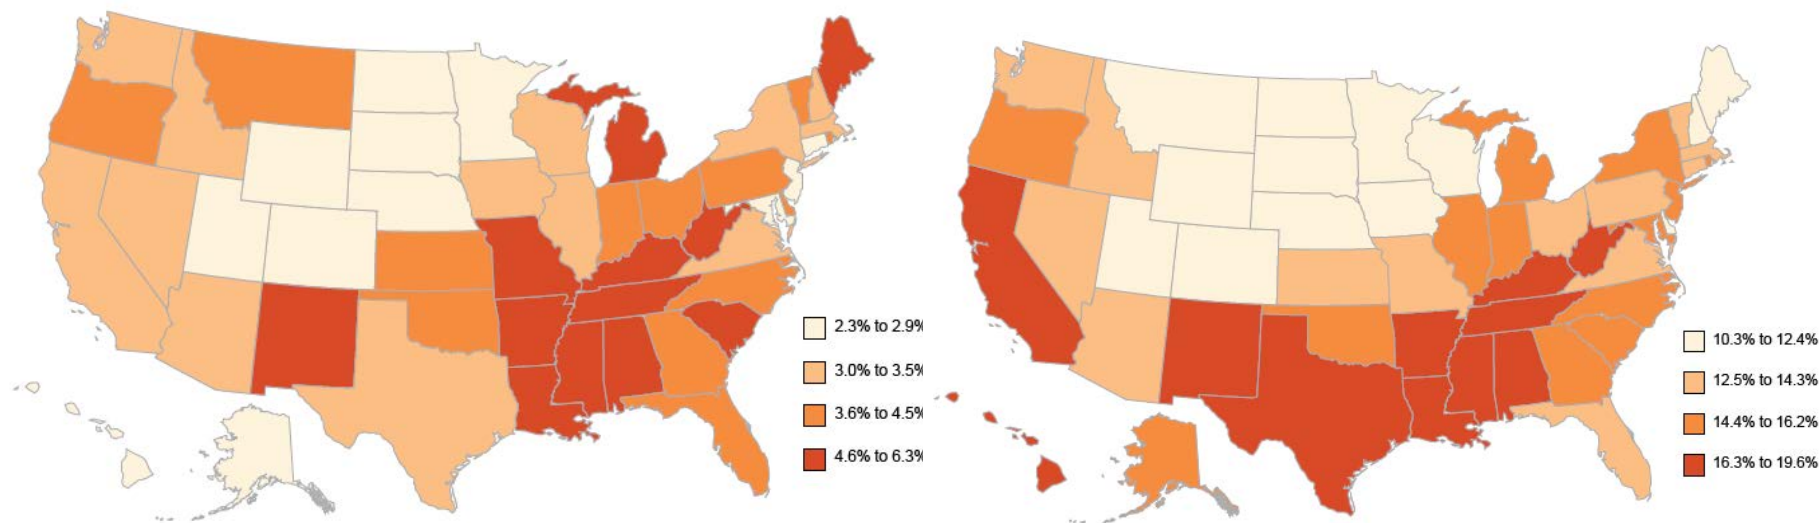 2.3% to 2.9%
3.0% to 3.5%
3.6% to 4.5%
4.6% to 6.3%
10.3% to 12.4%
12.5% to 14.3%
14.4% to 16.2%
16.3% to 19.6%